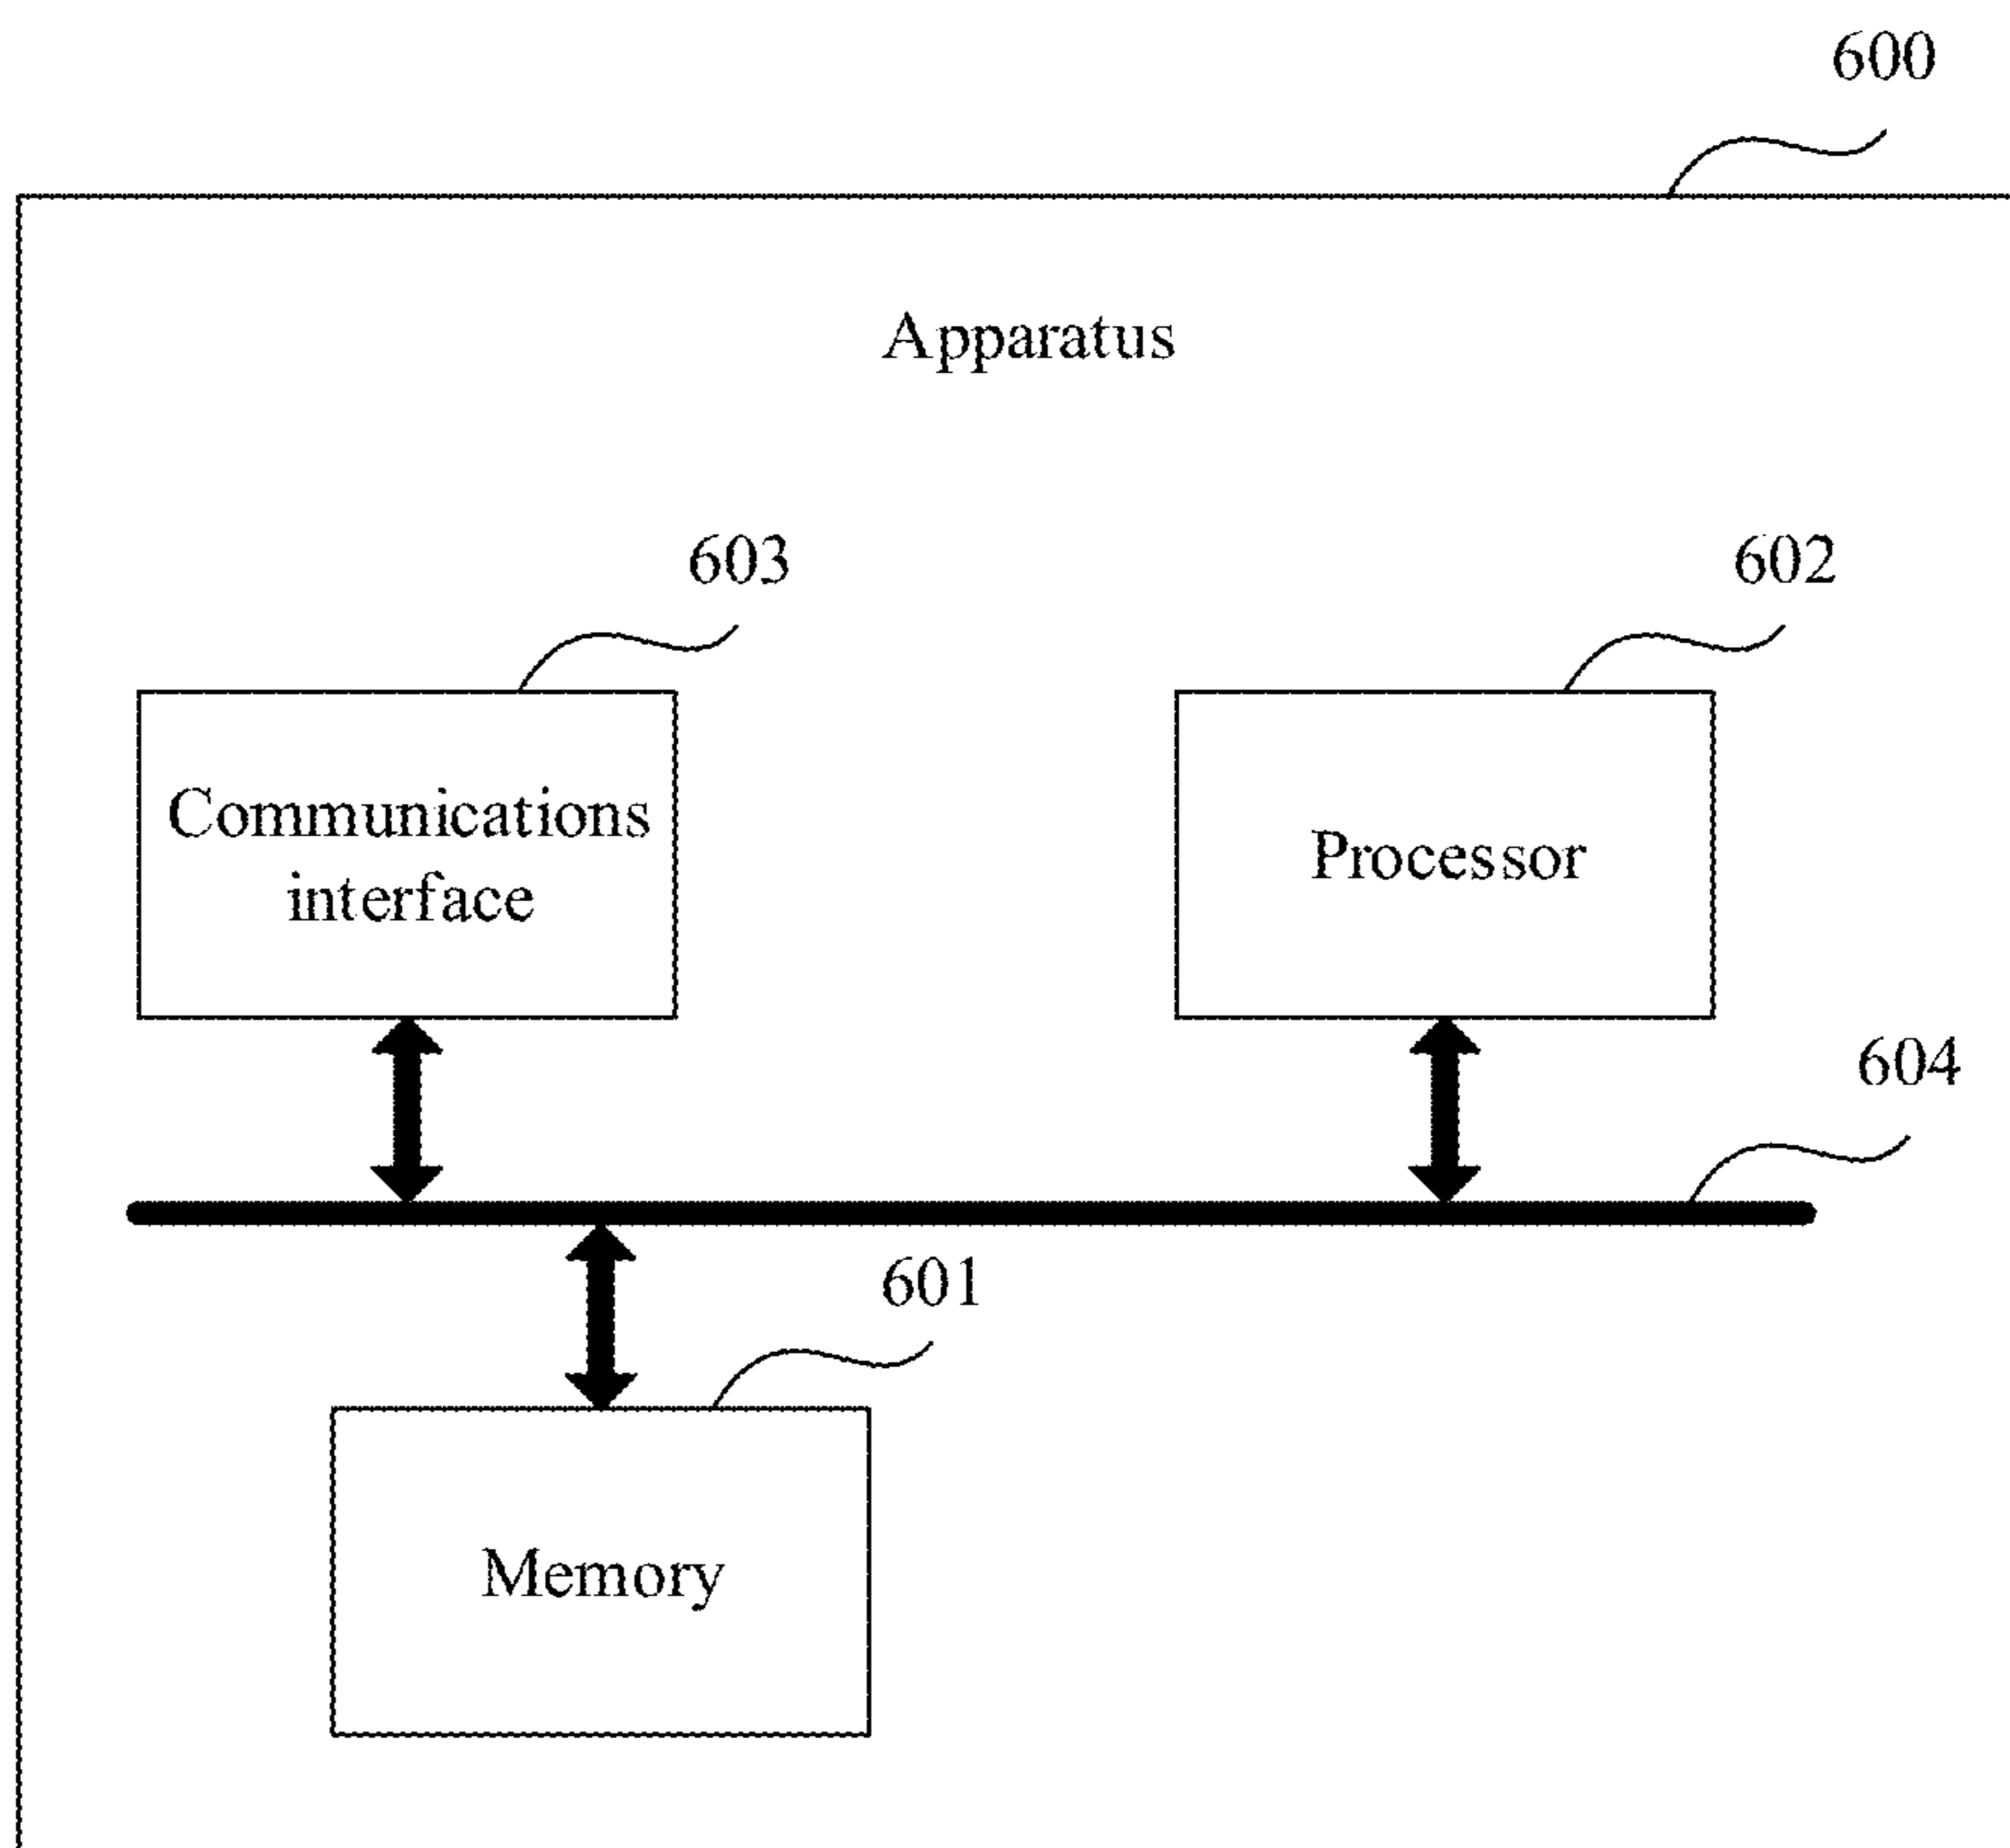 600
Apparatus
603
602
Communications
interface
Processor
604
601
Memory